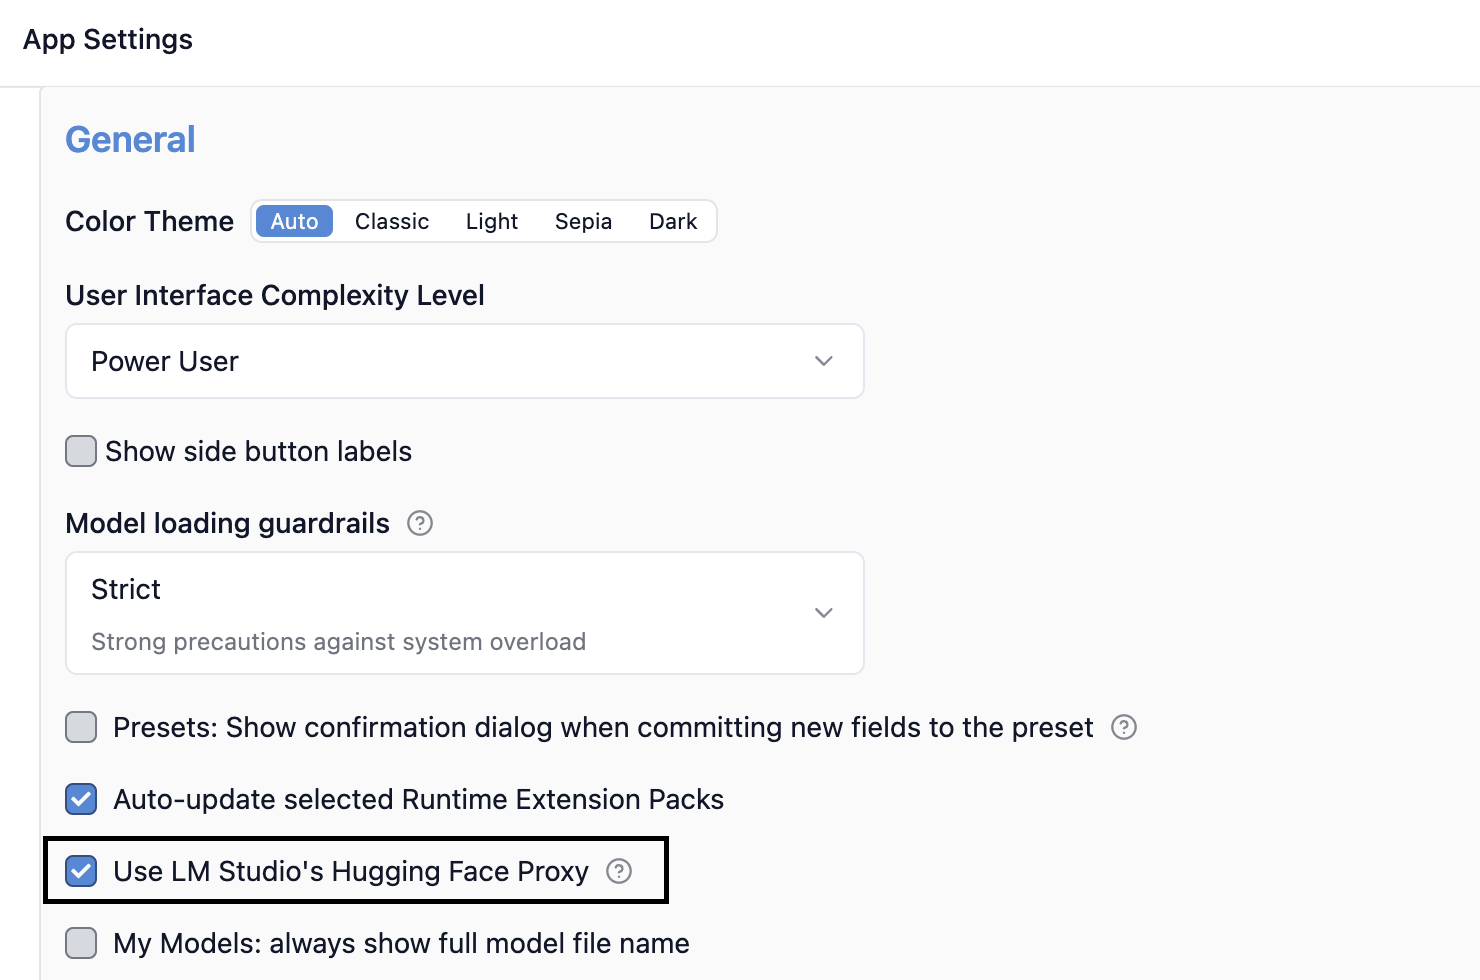 App Settings
General
Color Theme Auto Classic Light Sepia Dark
User Interface Complexity Level
Power User
Show side button labels
Model loading guardrails ?
Strict
Strong precautions against system overload
Presets: Show confirmation dialog when committing new fields to the preset ?
Auto-update selected Runtime Extension Packs
Use LM Studio's Hugging Face Proxy ?
My Models: always show full model file name